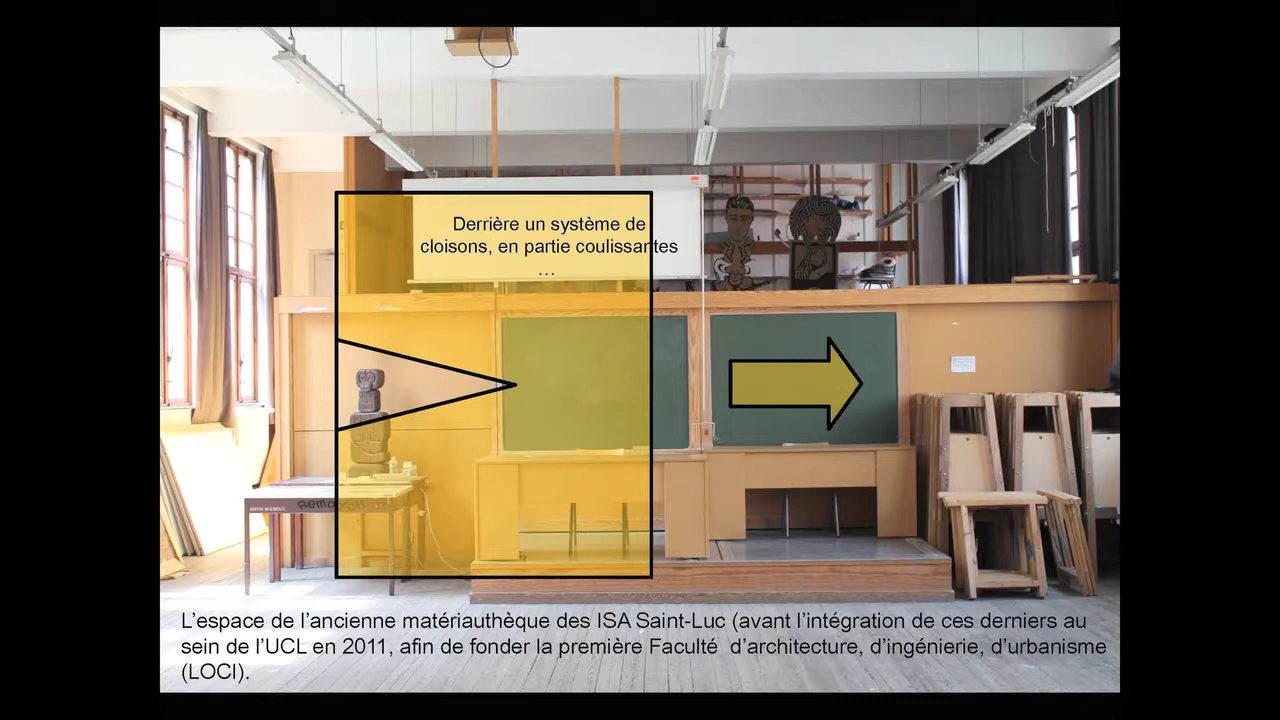 Derrière un système de
cloisons, en partie coulissantes
…
L’espace de l’ancienne matériauthèque des ISA Saint-Luc (avant l’intégration de ces derniers au
sein de l’UCL en 2011, afin de fonder la première Faculté  d’architecture, d’ingénierie, d’urbanisme
(LOCI).